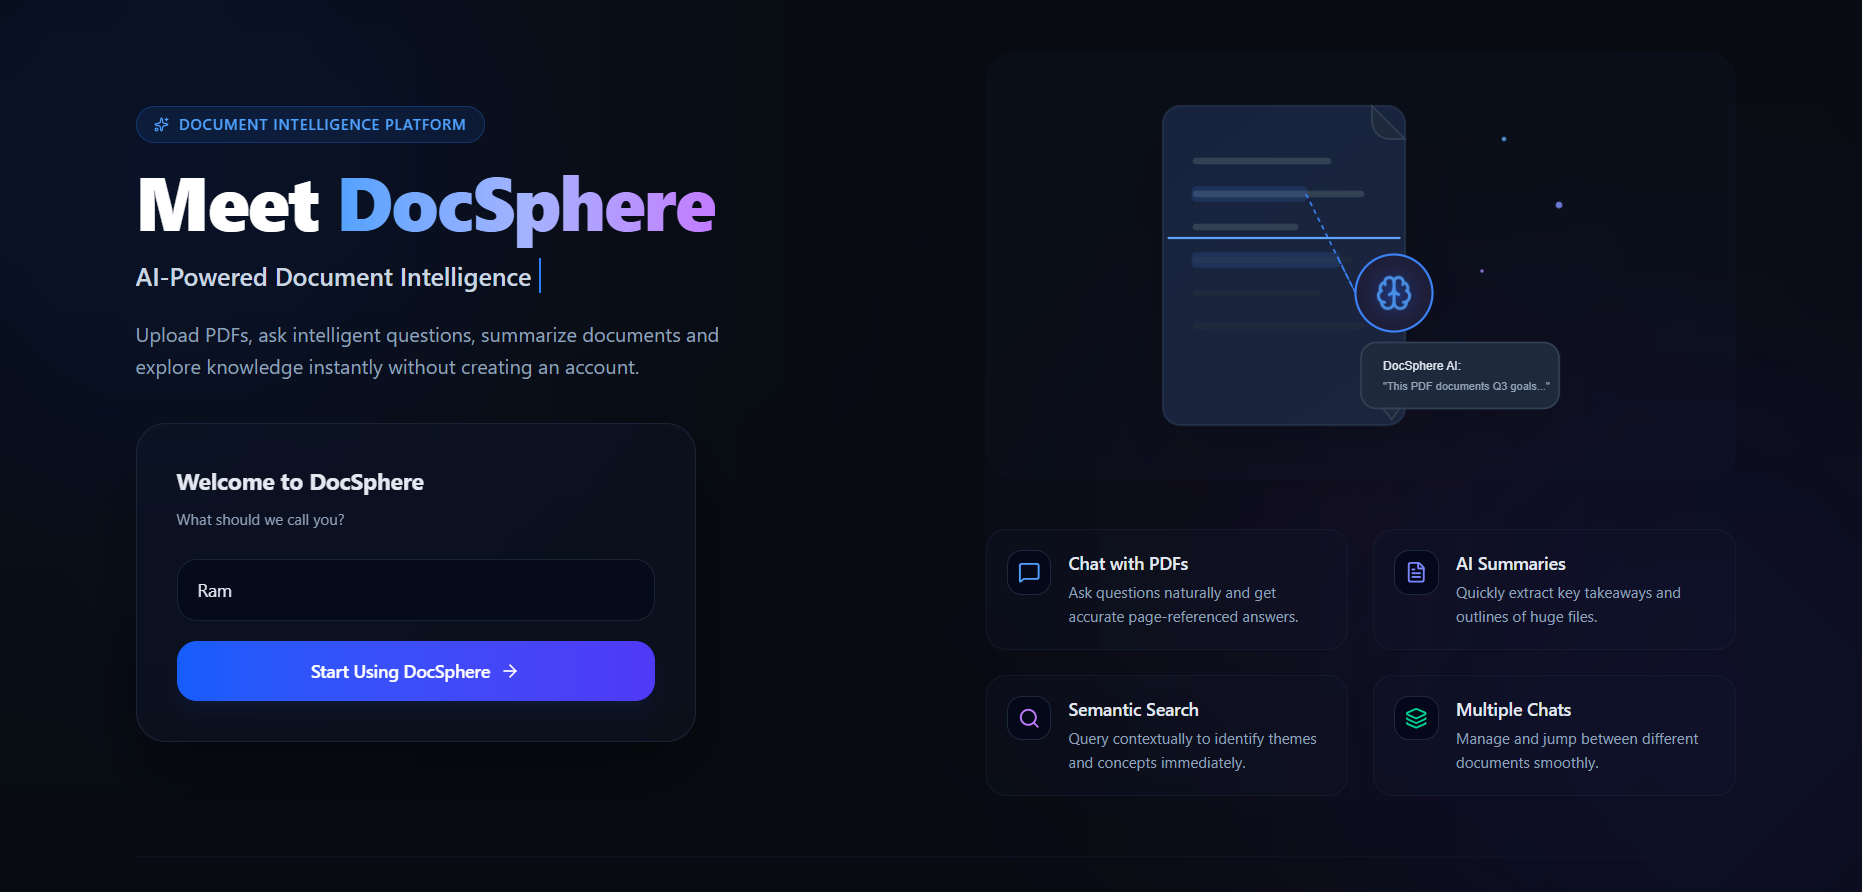 DOCUMENT INTELLIGENCE PLATFORM
Meet DocSphere
AI-Powered Document Intelligence
Upload PDFs, ask intelligent questions, summarize documents and
explore knowledge instantly without creating an account.
Welcome to DocSphere
What should we call you?
Ram
Start Using DocSphere
DocSphere AI:
"This PDF documents Q3 goals..."
Chat with PDFs
Ask questions naturally and get
accurate page-referenced answers.
AI Summaries
Quickly extract key takeaways and
outlines of huge files.
Semantic Search
Query contextually to identify themes
and concepts immediately.
Multiple Chats
Manage and jump between different
documents smoothly.